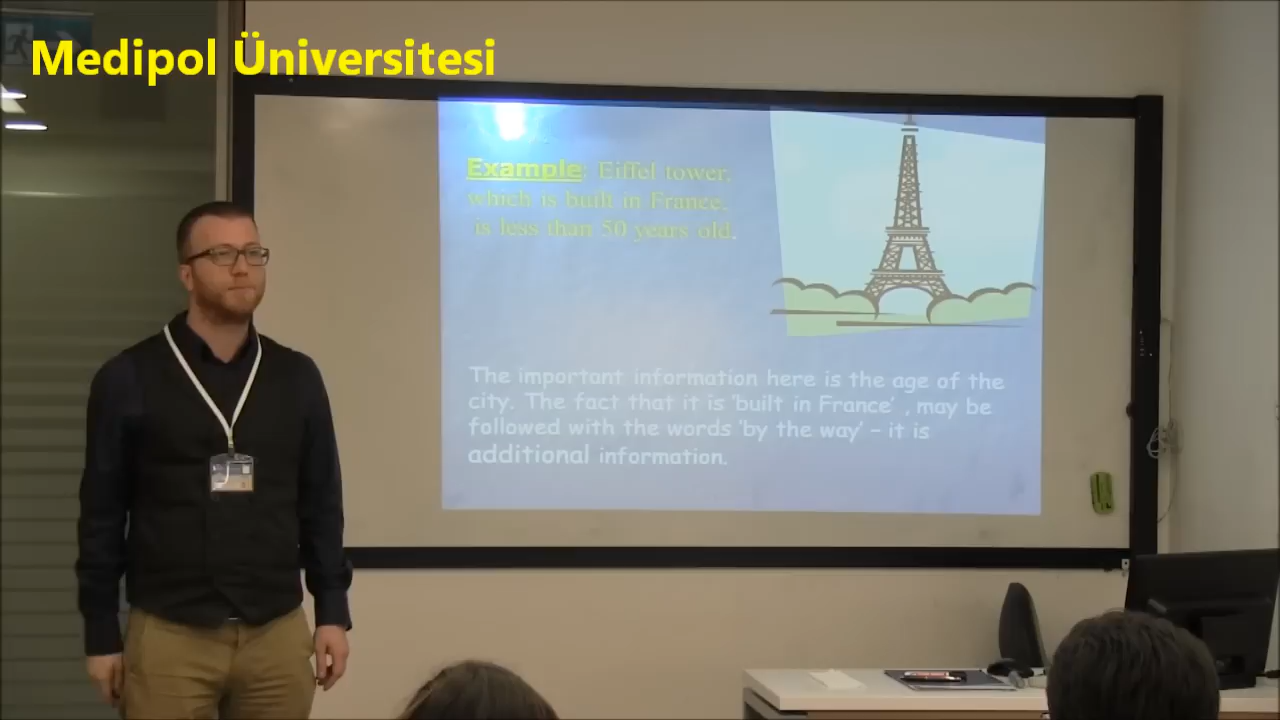 Medipol Üniversitesi
Example: Eiffel tower,
which is built in France,
is less than 50 years old.
The important information here is the age of the
city. The fact that it is 'built in France' , may be
followed with the words 'by the way' – it is
additional information.